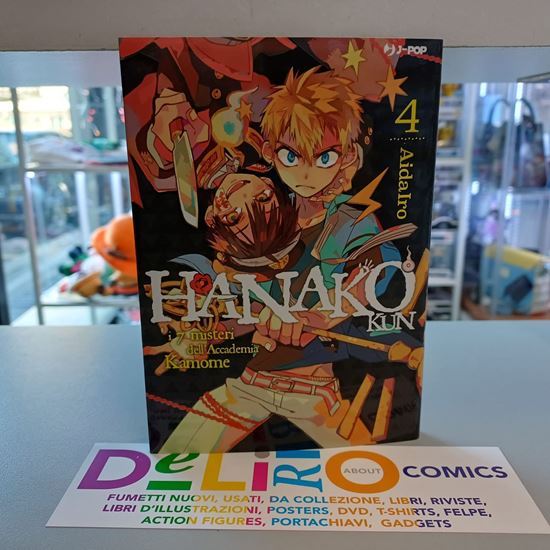 J-POP
4
AidaIro
HANAKO
KUN
i 7 misteri
dell'Accademia
Kamome
DeLiRIO
ABOUT
COMICS
FUMETTI NUOVI, USATI, DA COLLEZIONE, LIBRI, RIVISTE,
LIBRI D'ILLUSTRAZIONI, POSTERS, DVD, T-SHIRTS, FELPE,
ACTION FIGURES, PORTACHIAVI, GADGETS